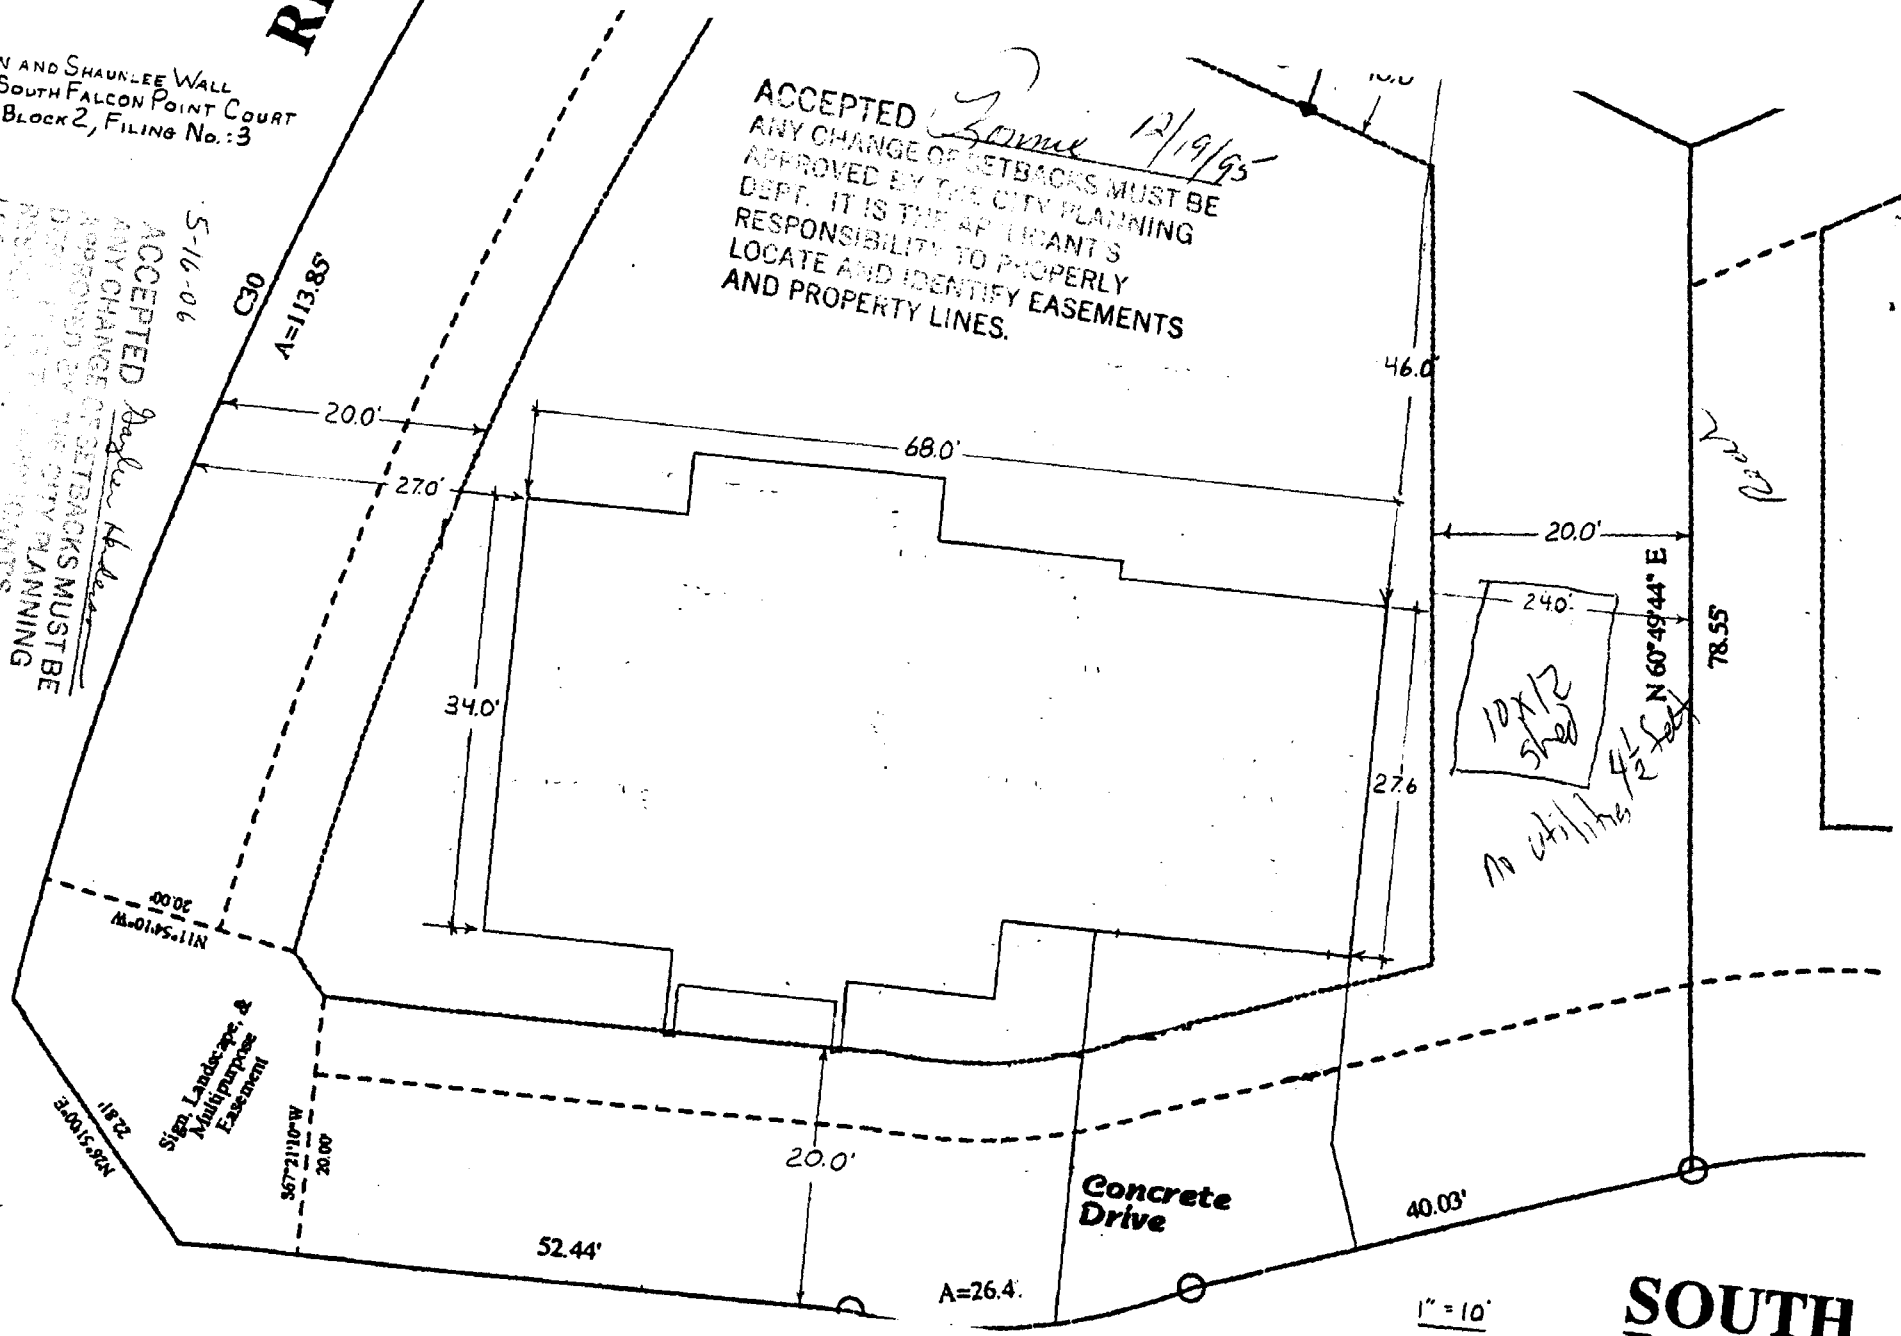 N AND SHAUNLEE WALL
SOUTH FALCON POINT COURT
BLOCK 2, FILING No.:3
ACCEPTED 12/19/95
ANY CHANGE OF SETBACKS MUST BE
APPROVED BY THE CITY PLANNING
DEPT. IT IS THE APPLICANT'S
RESPONSIBILITY TO PROPERLY
LOCATE AND IDENTIFY EASEMENTS
AND PROPERTY LINES.
5-16-06
ACCEPTED
ANY CHANGE OF SETBACKS MUST BE
APPROVED BY THE CITY PLANNING
C30
A=113.85'
46.0'
20.0'
68.0'
27.0'
20.0'
24.0'
N 60°49'44" E
78.55'
34.0'
27.6
10x12
shed
4 1/2 feet
no utilities
20.00'
N11°54'10"W
Sign, Landscape, &
Multipurpose
Easement
N26°51'00"E
22.81'
S67°21'10"W
20.00'
20.0'
Concrete
Drive
40.03'
52.44'
A=26.4
1" = 10'
SOUTH